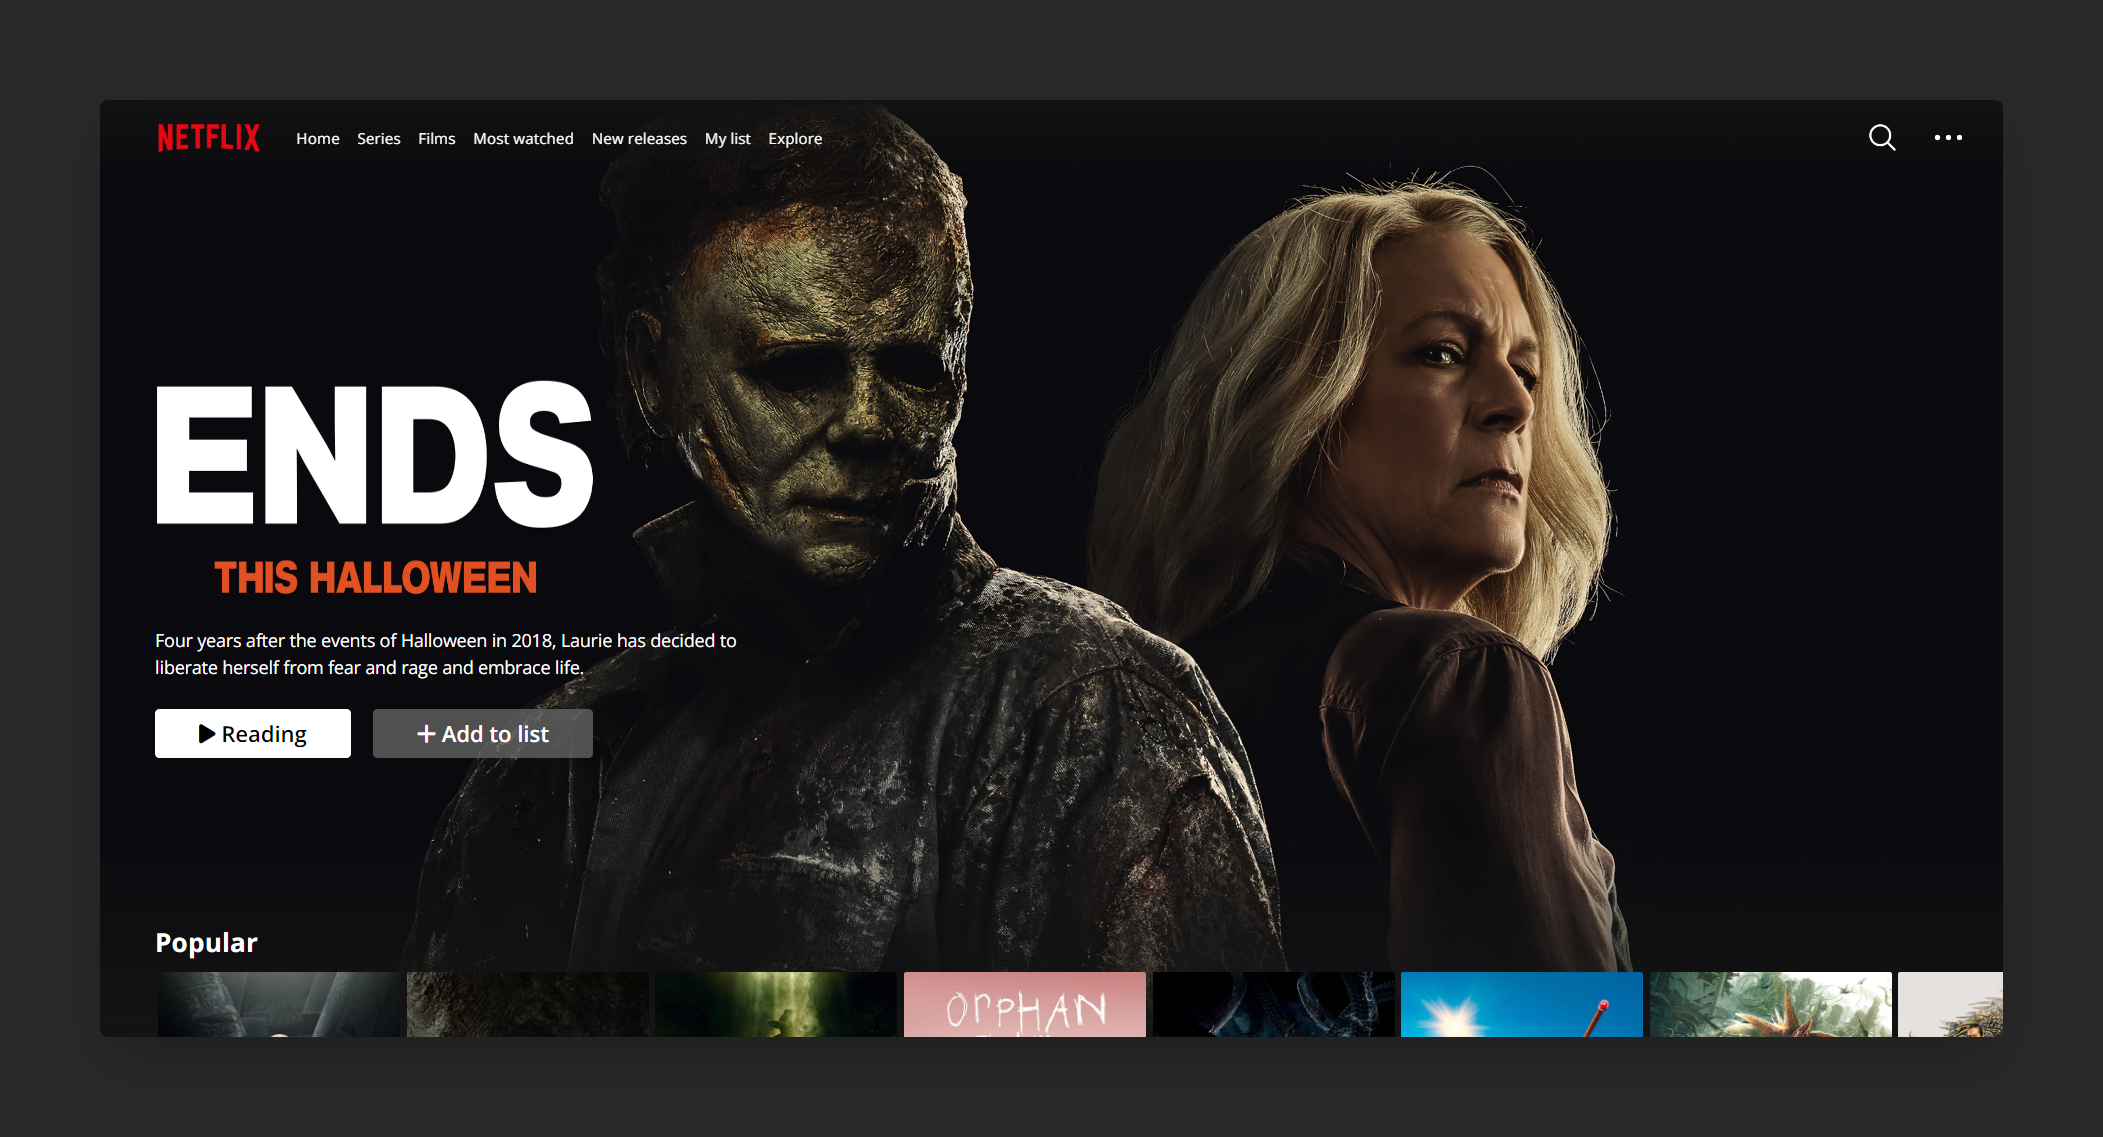 NETFLIX Home Series Films Most watched New releases My list Explore
ENDS
THIS HALLOWEEN
Four years after the events of Halloween in 2018, Laurie has decided to
liberate herself from fear and rage and embrace life.
Reading + Add to list
Popular
ORPHAN